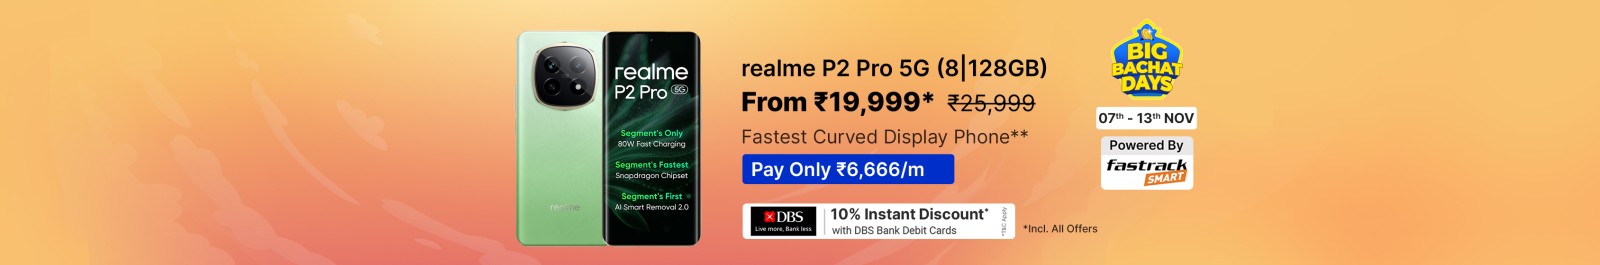 realme
P2 Pro 5G
Segment's Only
80W Fast Charging
Segment's Fastest
Snapdragon Chipset
Segment's First
AI Smart Removal 2.0
realme
realme P2 Pro 5G (8|128GB)
From ₹19,999* ₹25,999
Fastest Curved Display Phone**
Pay Only ₹6,666/m
DBS
Live more, Bank less
10% Instant Discount*
with DBS Bank Debit Cards
*T&C Apply
*Incl. All Offers
BIG
BACHAT
DAYS
07th - 13th NOV
Powered By
fastrack
SMART